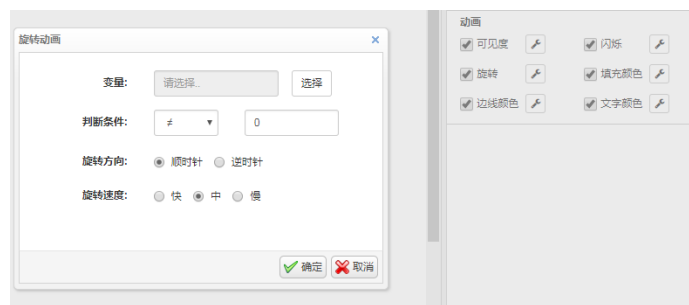 旋转动画
×
变量:
请选择..
选择
判断条件:
≠
0
旋转方向:
顺时针
逆时针
旋转速度:
快
中
慢
确定
取消
动画
可见度
闪烁
旋转
填充颜色
边线颜色
文字颜色